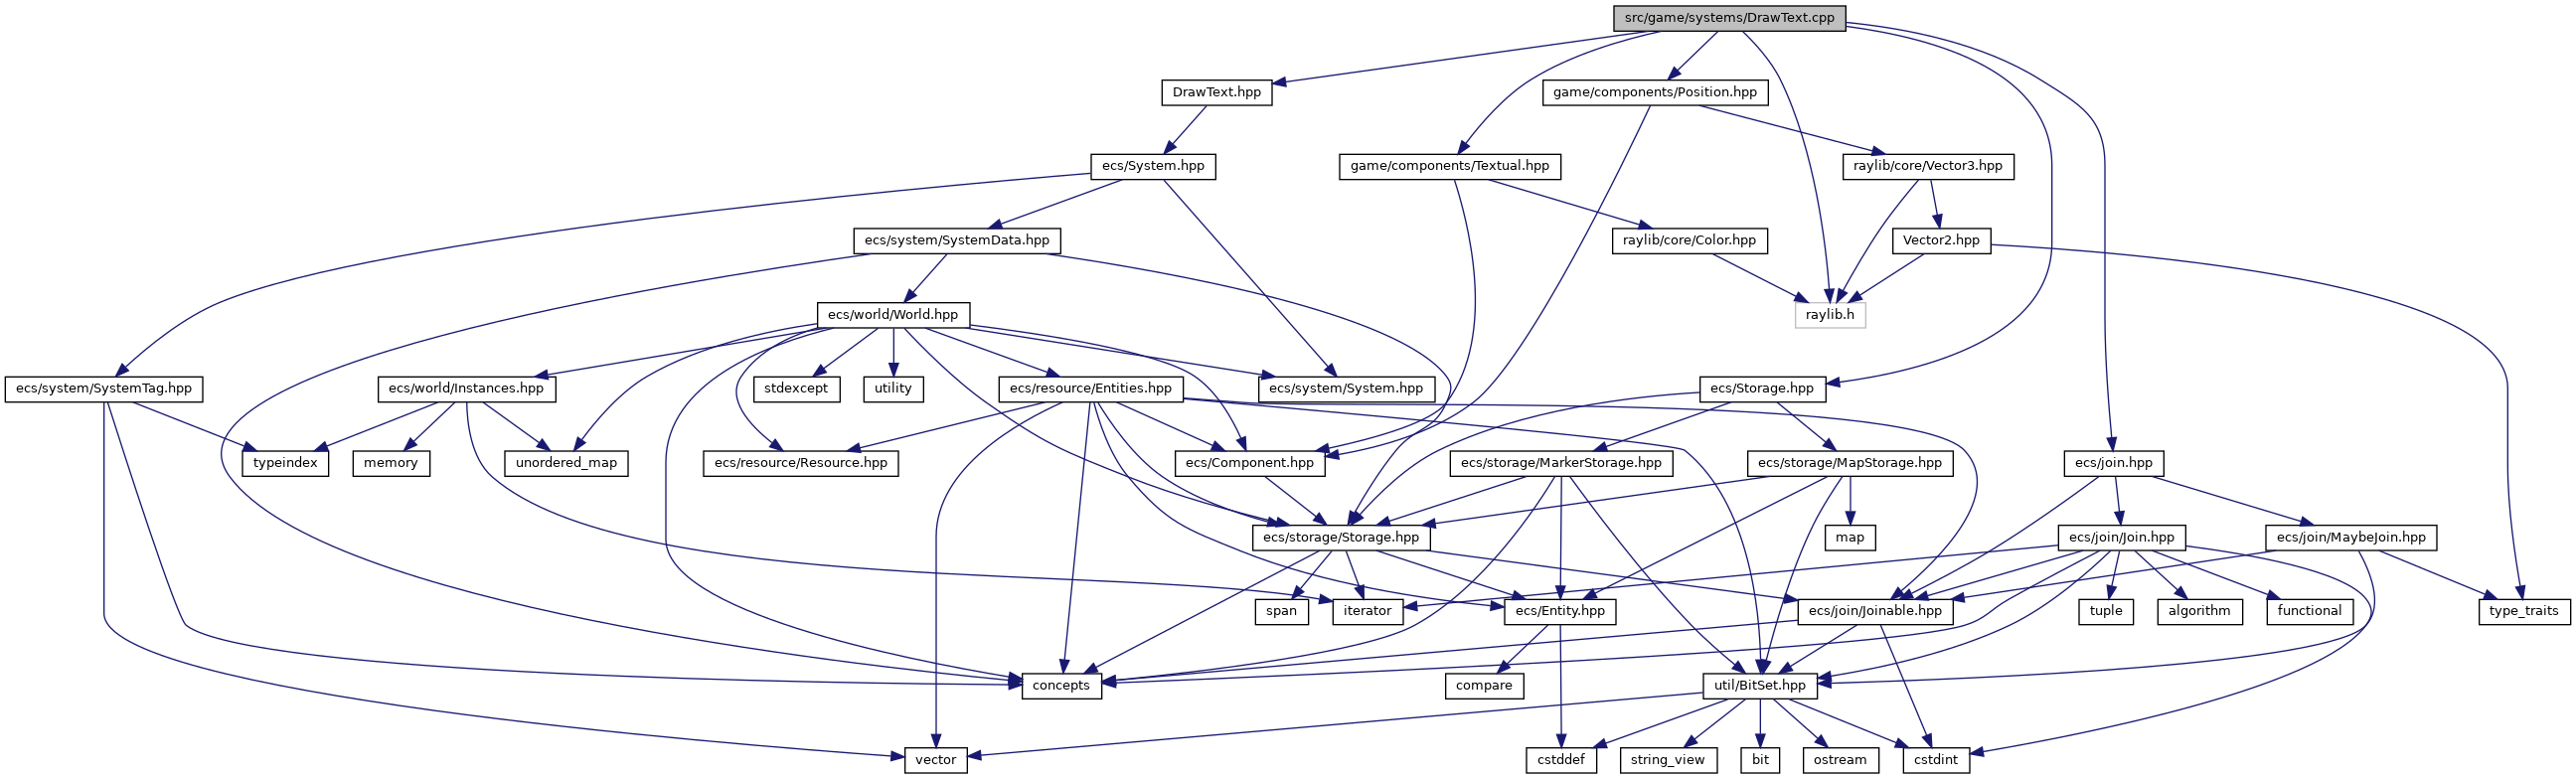 src/game/systems/DrawText.cpp
DrawText.hpp
game/components/Position.hpp
ecs/System.hpp
game/components/Textual.hpp
raylib/core/Vector3.hpp
ecs/system/SystemData.hpp
raylib/core/Color.hpp
Vector2.hpp
ecs/world/World.hpp
raylib.h
ecs/system/SystemTag.hpp
ecs/world/Instances.hpp
stdexcept
utility
ecs/resource/Entities.hpp
ecs/system/System.hpp
ecs/Storage.hpp
typeindex
memory
unordered_map
ecs/resource/Resource.hpp
ecs/Component.hpp
ecs/storage/MarkerStorage.hpp
ecs/storage/MapStorage.hpp
ecs/join.hpp
ecs/storage/Storage.hpp
map
ecs/join/Join.hpp
ecs/join/MaybeJoin.hpp
span
iterator
ecs/Entity.hpp
ecs/join/Joinable.hpp
tuple
algorithm
functional
type_traits
concepts
compare
util/BitSet.hpp
vector
cstddef
string_view
bit
ostream
cstdint